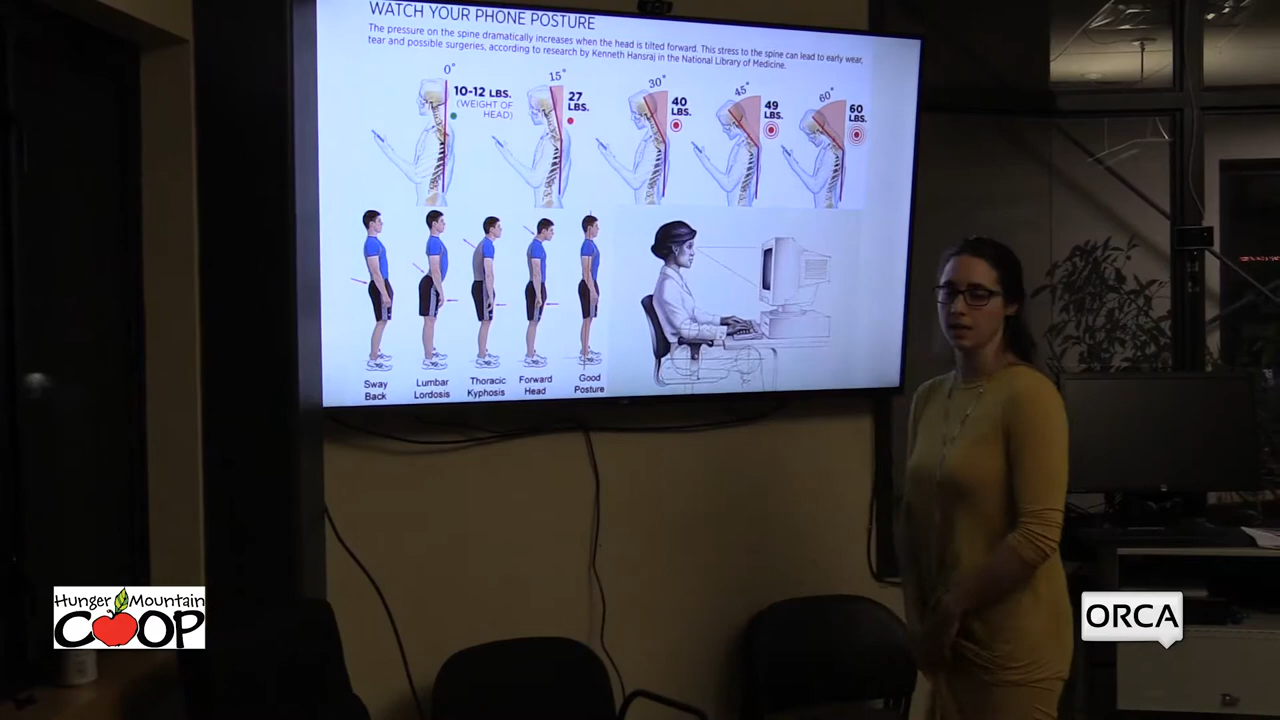 WATCH YOUR PHONE POSTURE
The pressure on the spine dramatically increases when the head is tilted forward. This stress to the spine can lead to early wear,
tear and possible surgeries, according to research by Kenneth Hansraj in the National Library of Medicine.
0°
10-12 LBS.
(WEIGHT OF
HEAD)
15°
27
LBS.
30°
40
LBS.
45°
49
LBS.
60°
60
LBS.
Sway
Back
Lumbar
Lordosis
Thoracic
Kyphosis
Forward
Head
Good
Posture
Hunger Mountain
COOP
ORCA